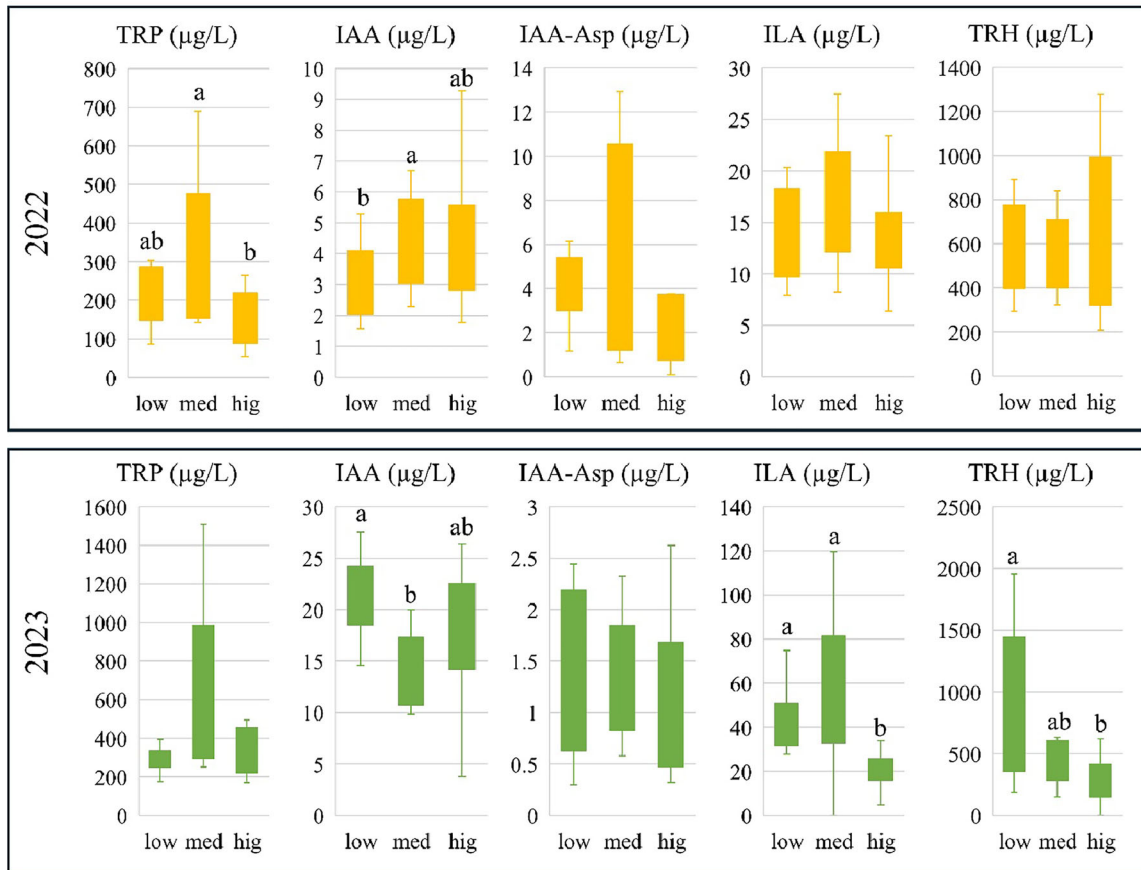 TRP (µg/L) IAA (µg/L) IAA-Asp (µg/L) ILA (µg/L) TRH (µg/L)
800 10 14 30 1400
700 9 12 25 1200
600 8 10 20 1000
500 7 8 15 800
400 6 6 10 600
300 5 4 5 400
200 4 2 0 200
100 3 0 0
0 2
1
0
a ab
a
ab b b
low med hig low med hig low med hig low med hig low med hig
2022
TRP (µg/L) IAA (µg/L) IAA-Asp (µg/L) ILA (µg/L) TRH (µg/L)
1600 30 3 140 2500
1400 25 2.5 120 2000
1200 20 2 100 1500
1000 15 1.5 80 1000
800 10 1 60 500
600 5 0.5 40 0
400 0 0 20
200 0
0
a ab a a
b a b ab b
low med hig low med hig low med hig low med hig low med hig
2023